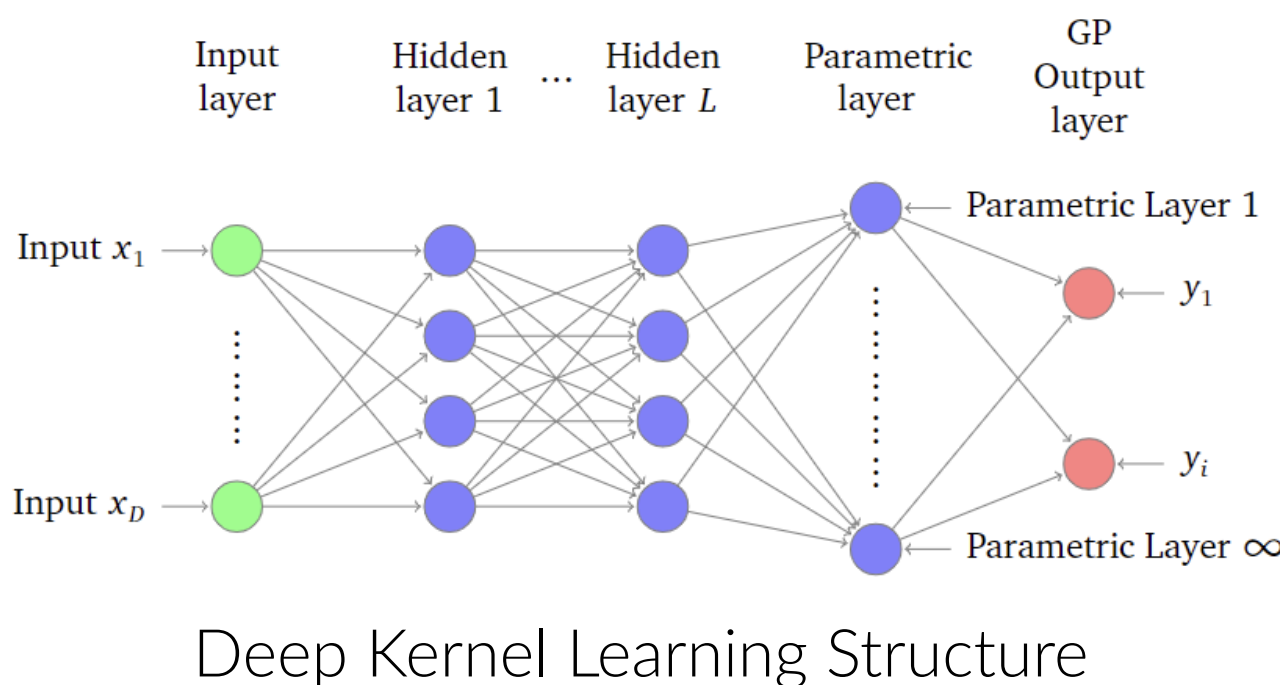 Input
layer
Hidden
layer 1
...
Hidden
layer L
Parametric
layer
GP
Output
layer
Input x₁
Input x_D
Parametric Layer 1
y₁
yᵢ
Parametric Layer ∞
Deep Kernel Learning Structure